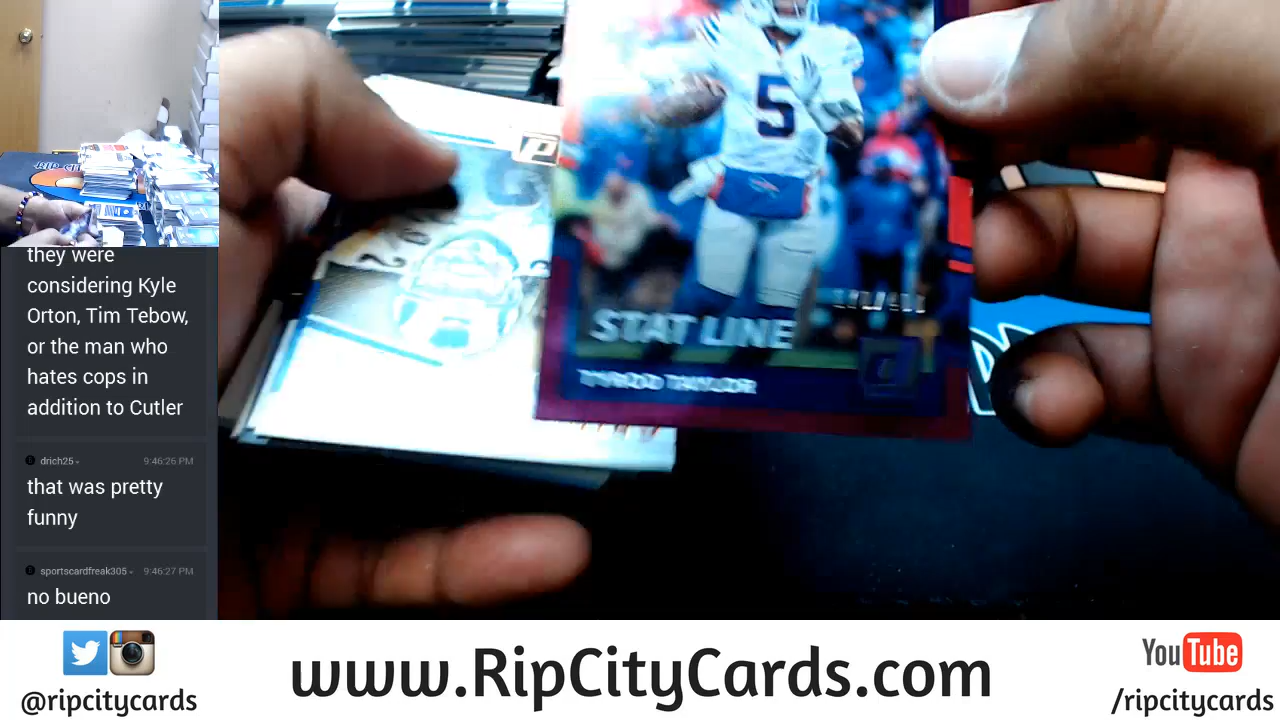 they were
considering Kyle
Orton, Tim Tebow,
or the man who
hates cops in
addition to Cutler
drich25
9:46:26 PM
that was pretty
funny
sportscardfreak305
9:46:27 PM
no bueno
5
STAT LINE
TYROD TAYLOR
@ripcitycards
www.RipCityCards.com
YouTube
/ripcitycards